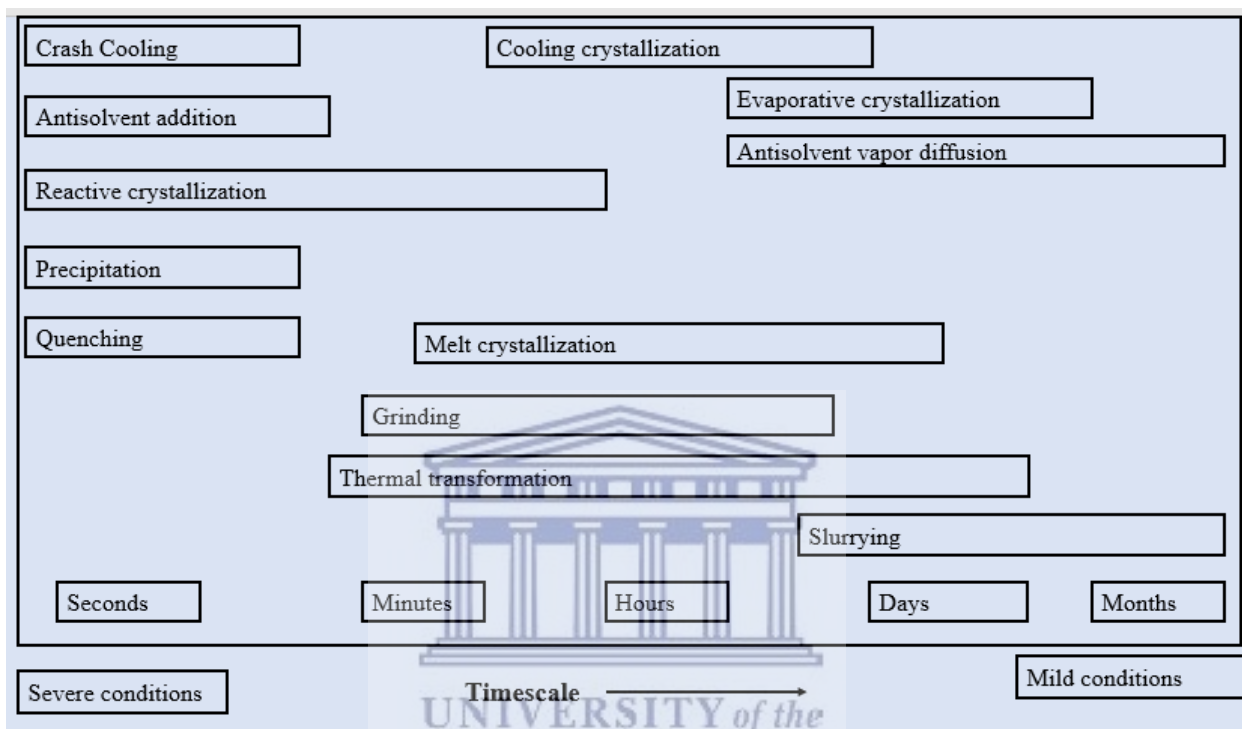 Crash Cooling
Cooling crystallization
Evaporative crystallization
Antisolvent addition
Antisolvent vapor diffusion
Reactive crystallization
Precipitation
Quenching
Melt crystallization
Grinding
Thermal transformation
Slurrying
Seconds
Minutes
Hours
Days
Months
Severe conditions
Timescale
Mild conditions
UNIVERSITY of the